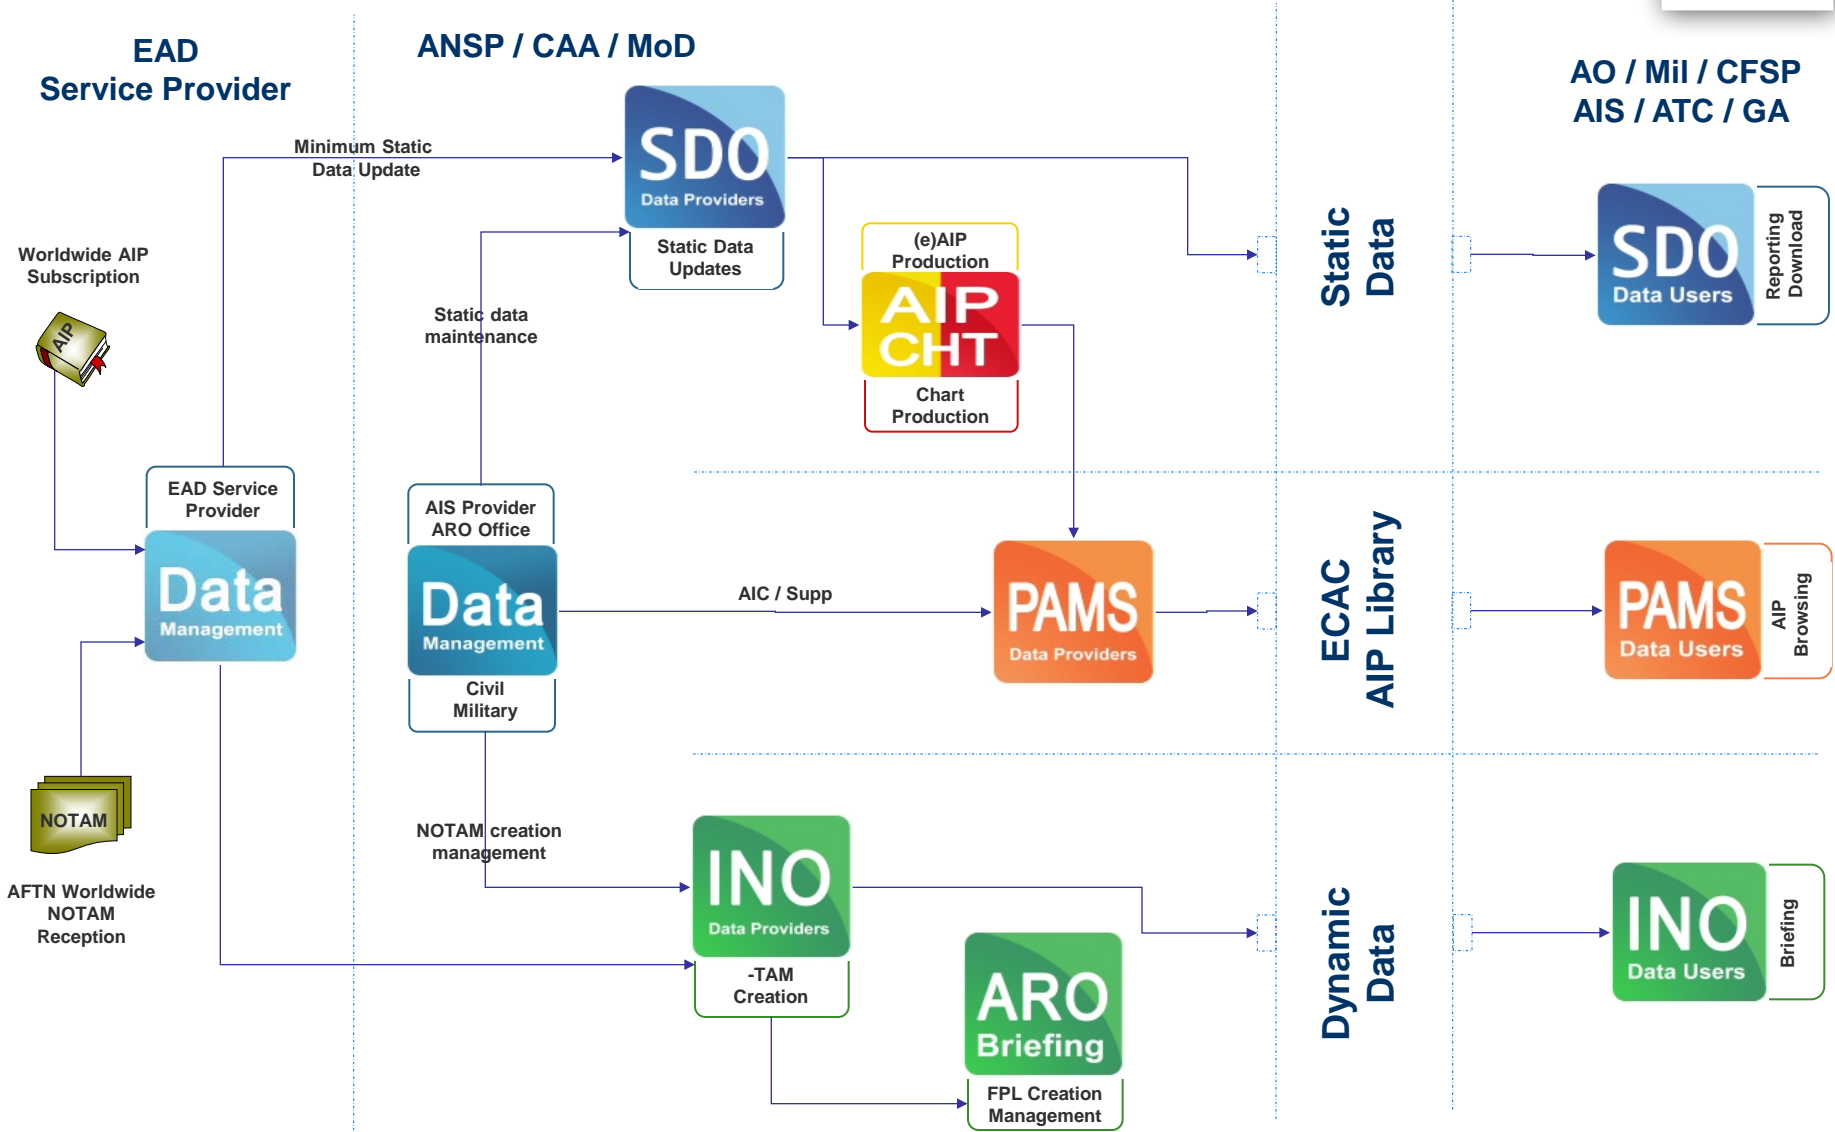 EAD
Service Provider
ANSP / CAA / MoD
AO / Mil / CFSP
AIS / ATC / GA
Minimum Static
Data Update
SDO
Data Providers
Static Data
Updates
Worldwide AIP
Subscription
AIP
Static data
maintenance
(e)AIP
Production
AIP
CHT
Chart
Production
Static
Data
SDO
Data Users
Reporting
Download
EAD Service
Provider
Data
Management
AIS Provider
ARO Office
Data
Management
Civil
Military
AIC / Supp
PAMS
Data Providers
ECAC
AIP Library
PAMS
Data Users
AIP
Browsing
NOTAM
AFTN Worldwide
NOTAM
Reception
NOTAM creation
management
INO
Data Providers
-TAM
Creation
ARO
Briefing
FPL Creation
Management
Dynamic
Data
INO
Data Users
Briefing